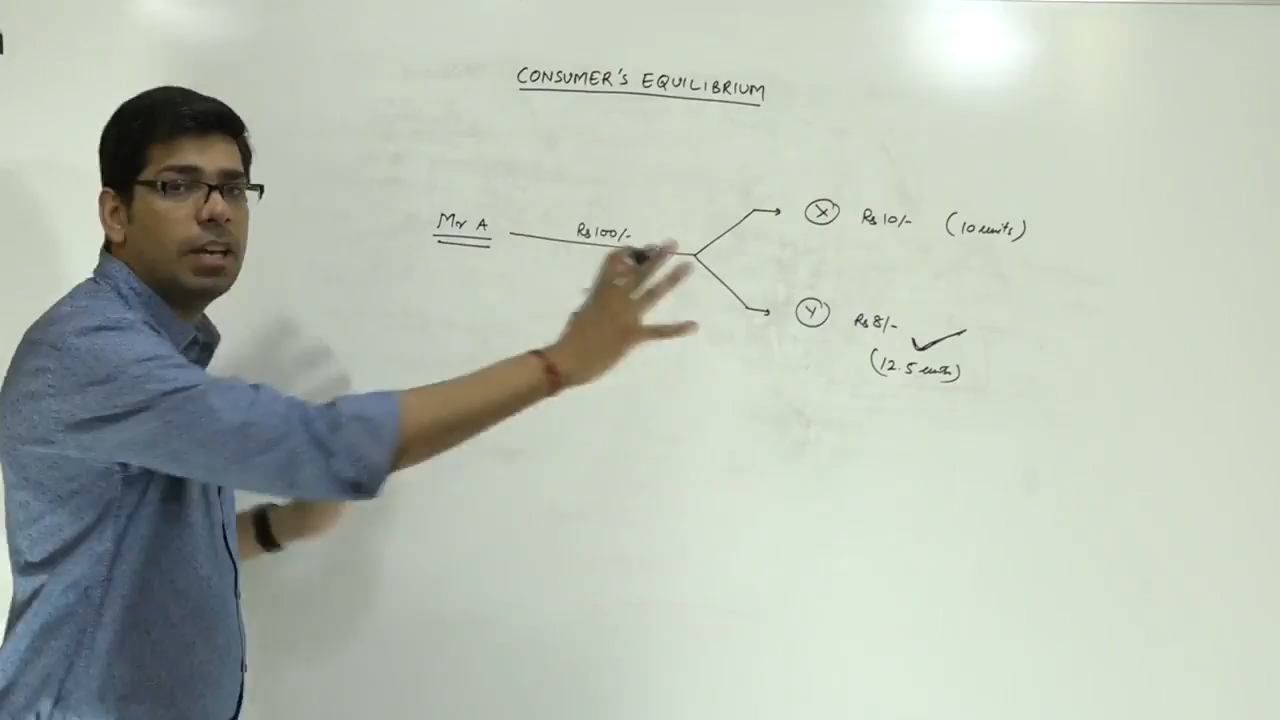 CONSUMER'S EQUILIBRIUM
Mr A
Rs 100/-
X Rs 10/- (10 units)
Y Rs 8/-
(12.5 units)